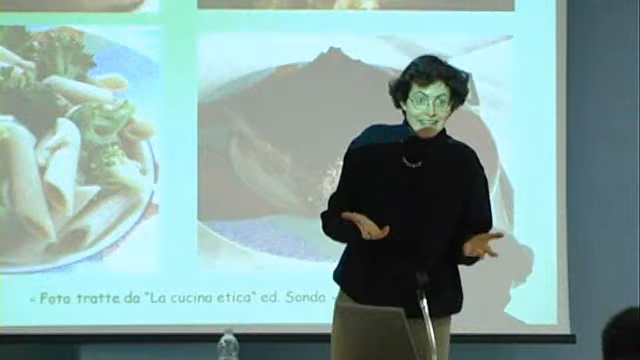 - Foto tratte da "La cucina etica" ed. Sonda -